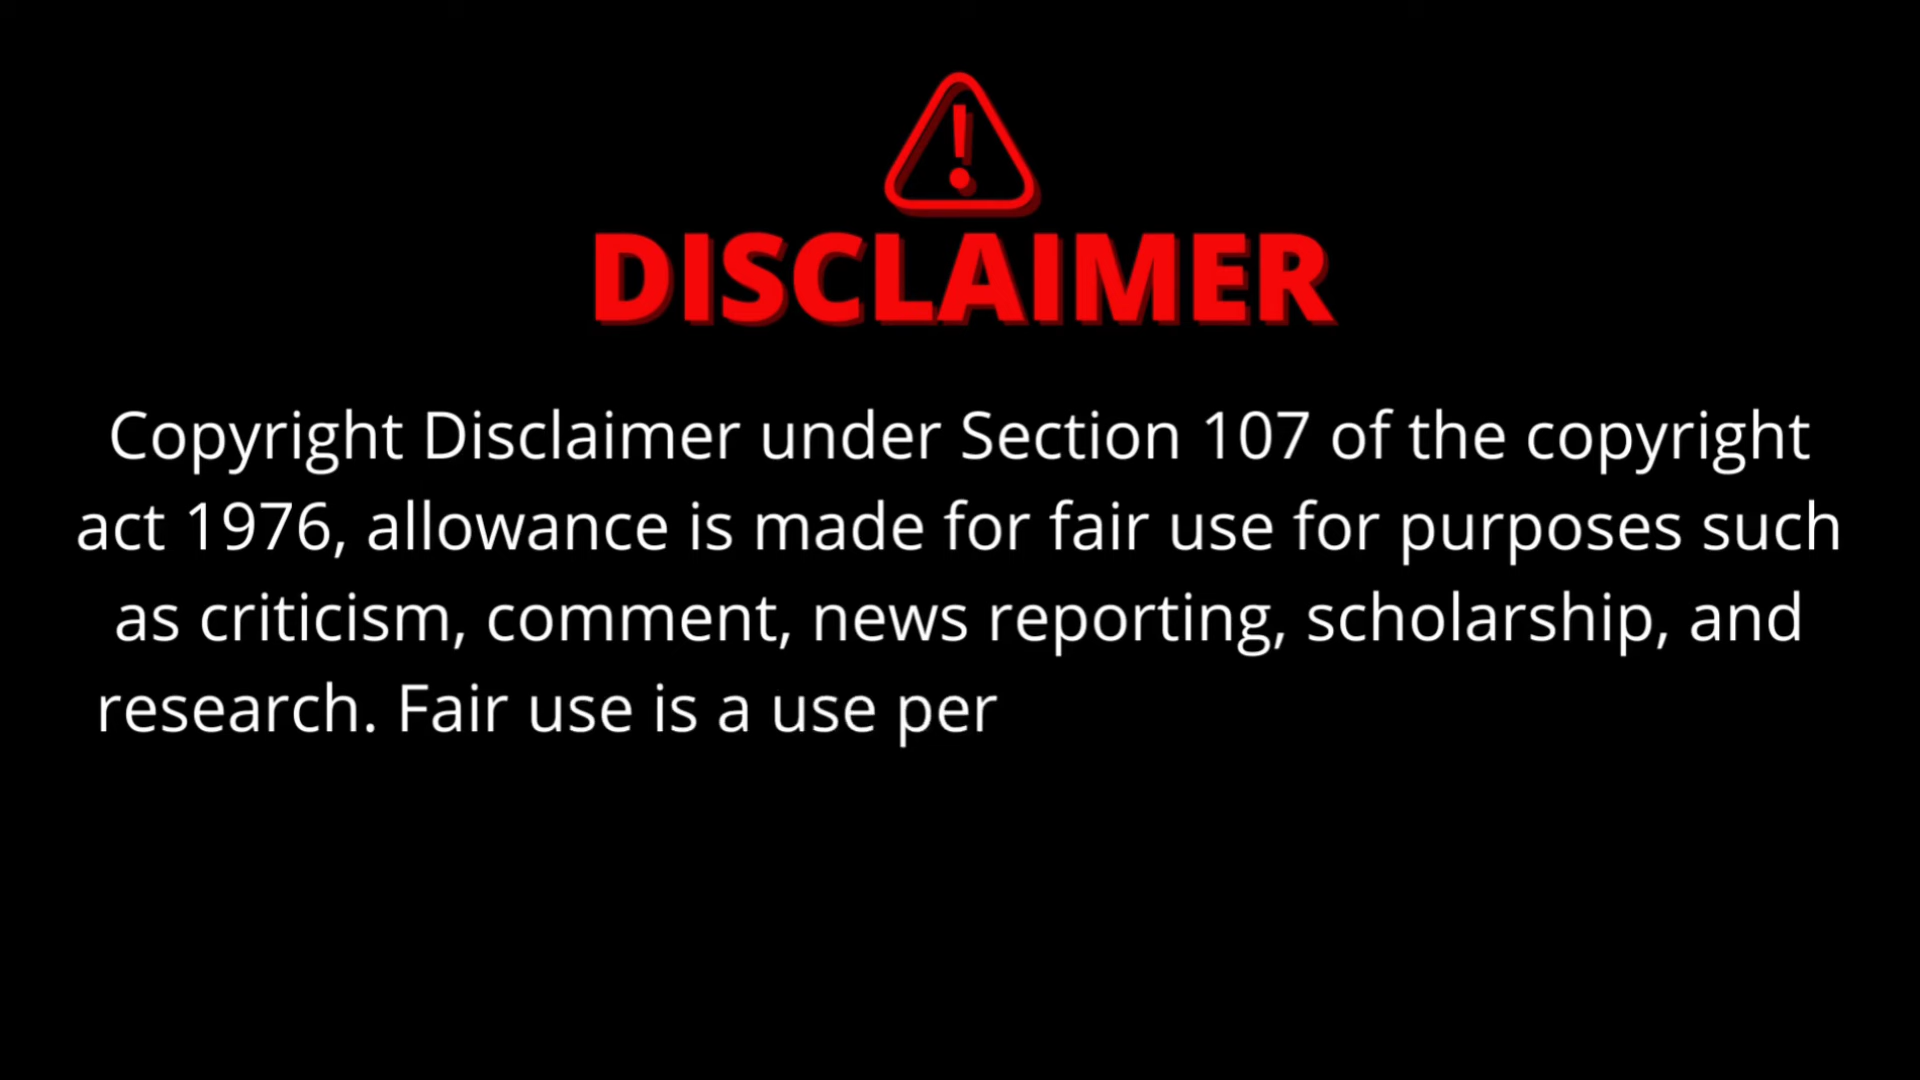 DISCLAIMER
Copyright Disclaimer under Section 107 of the copyright
act 1976, allowance is made for fair use for purposes such
as criticism, comment, news reporting, scholarship, and
research. Fair use is a use per